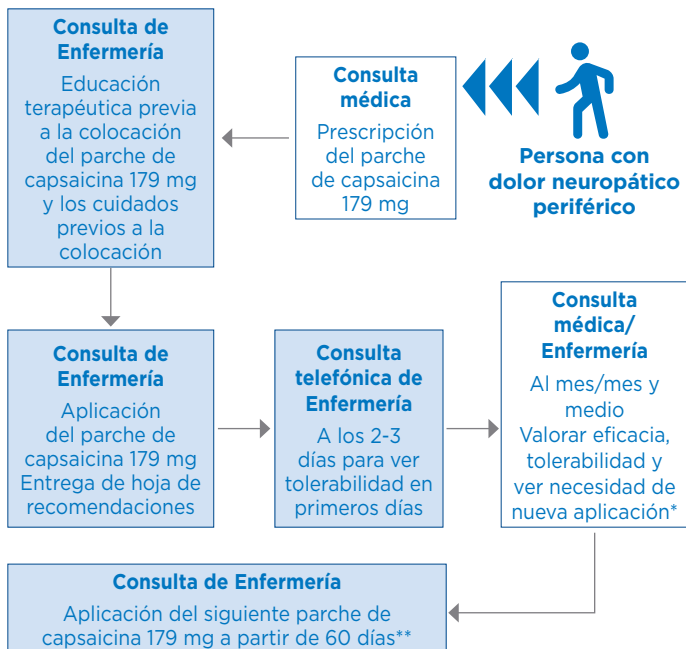 Persona con
dolor neuropático
periférico
Consulta
médica
Prescripción
del parche
de capsaicina
179 mg
Consulta de
Enfermería
Educación
terapéutica previa
a la colocación
del parche de
capsaicina 179 mg
y los cuidados
previos a la
colocación
Consulta de
Enfermería
Aplicación
del parche de
capsaicina 179 mg
Entrega de hoja de
recomendaciones
Consulta
telefónica de
Enfermería
A los 2-3
días para ver
tolerabilidad en
primeros días
Consulta
médica/
Enfermería
Al mes/mes y
medio
Valorar eficacia,
tolerabilidad y
ver necesidad de
nueva aplicación*
Consulta de Enfermería
Aplicación del siguiente parche de
capsaicina 179 mg a partir de 60 días**